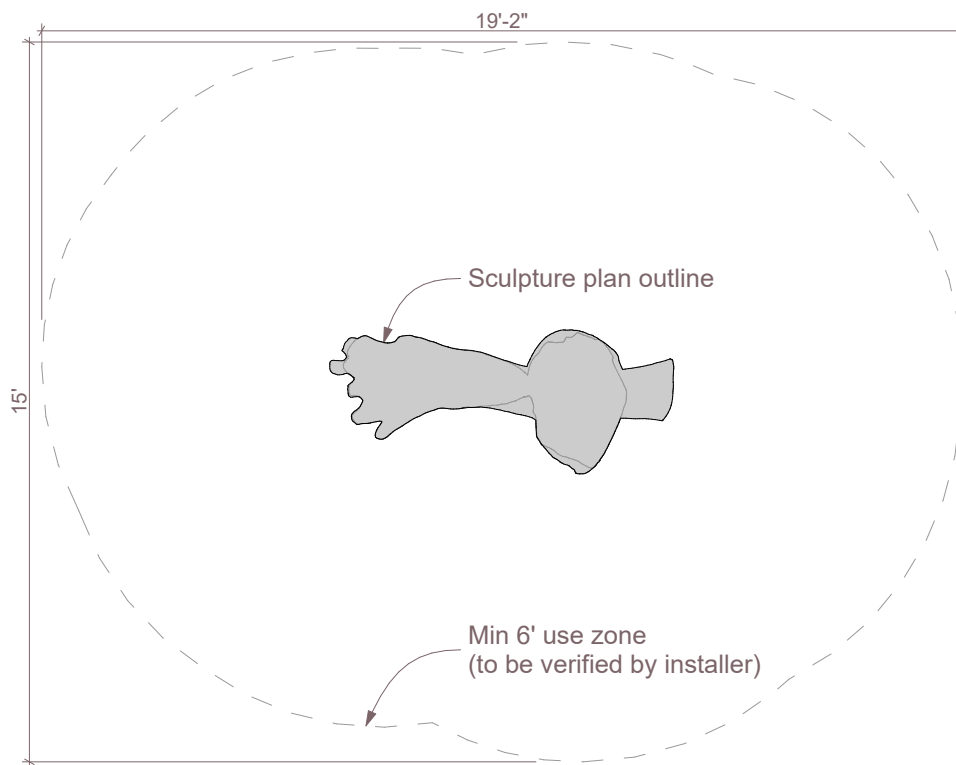 19'-2"
Sculpture plan outline
15'
Min 6' use zone
(to be verified by installer)